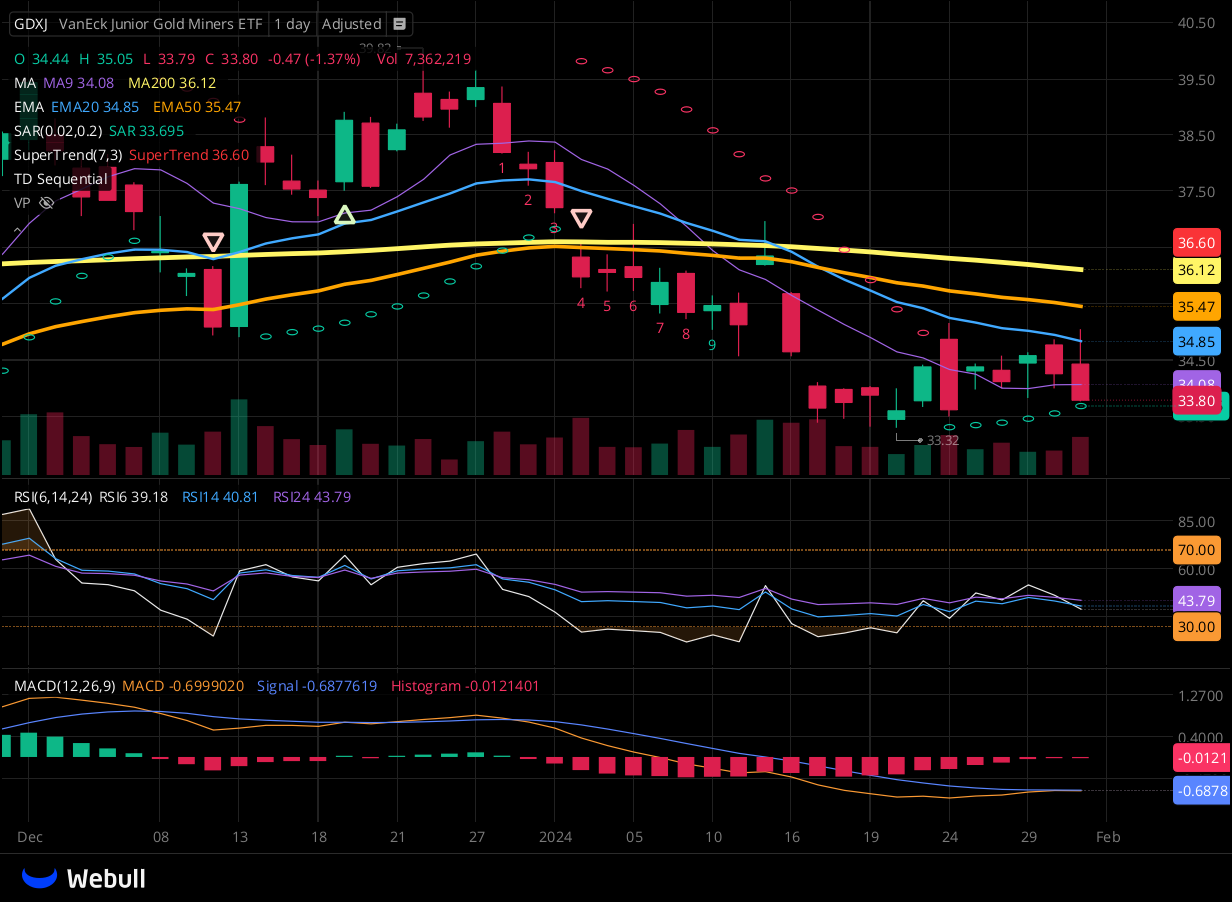 GDXJ VanEck Junior Gold Miners ETF 1 day Adjusted
40.50
O 34.44 H 35.05 L 33.79 C 33.80 -0.47 (-1.37%) Vol 7,362,219
39.50
MA MA9 34.08 MA200 36.12
EMA EMA20 34.85 EMA50 35.47
SAR(0.02,0.2) SAR 33.695
38.50
SuperTrend(7,3) SuperTrend 36.60
TD Sequential
VP
37.50
1
2
3
36.60
36.12
4 5 6
35.47
7 8 9
34.85
34.50
34.08
33.80
33.32
RSI(6,14,24) RSI6 39.18 RSI14 40.81 RSI24 43.79
85.00
70.00
60.00
43.79
30.00
MACD(12,26,9) MACD -0.6999020 Signal -0.6877619 Histogram -0.0121401
1.2700
0.4000
-0.0121
-0.6878
Dec 08 13 18 21 27 2024 05 10 16 19 24 29 Feb
Webull